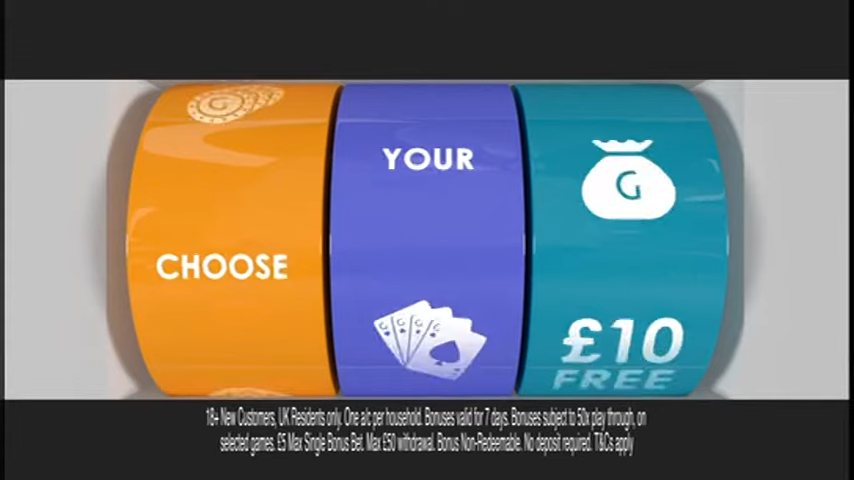 YOUR
CHOOSE
G
£10
FREE
18+ New Customers, UK Residents only. One a/c per household. Bonuses valid for 7 days. Bonuses subject to 50x play through, on
selected games. £5 Max Single Bonus Bet. Max £50 withdrawal. Bonus Non-Redeemable. No deposit required. T&Cs apply